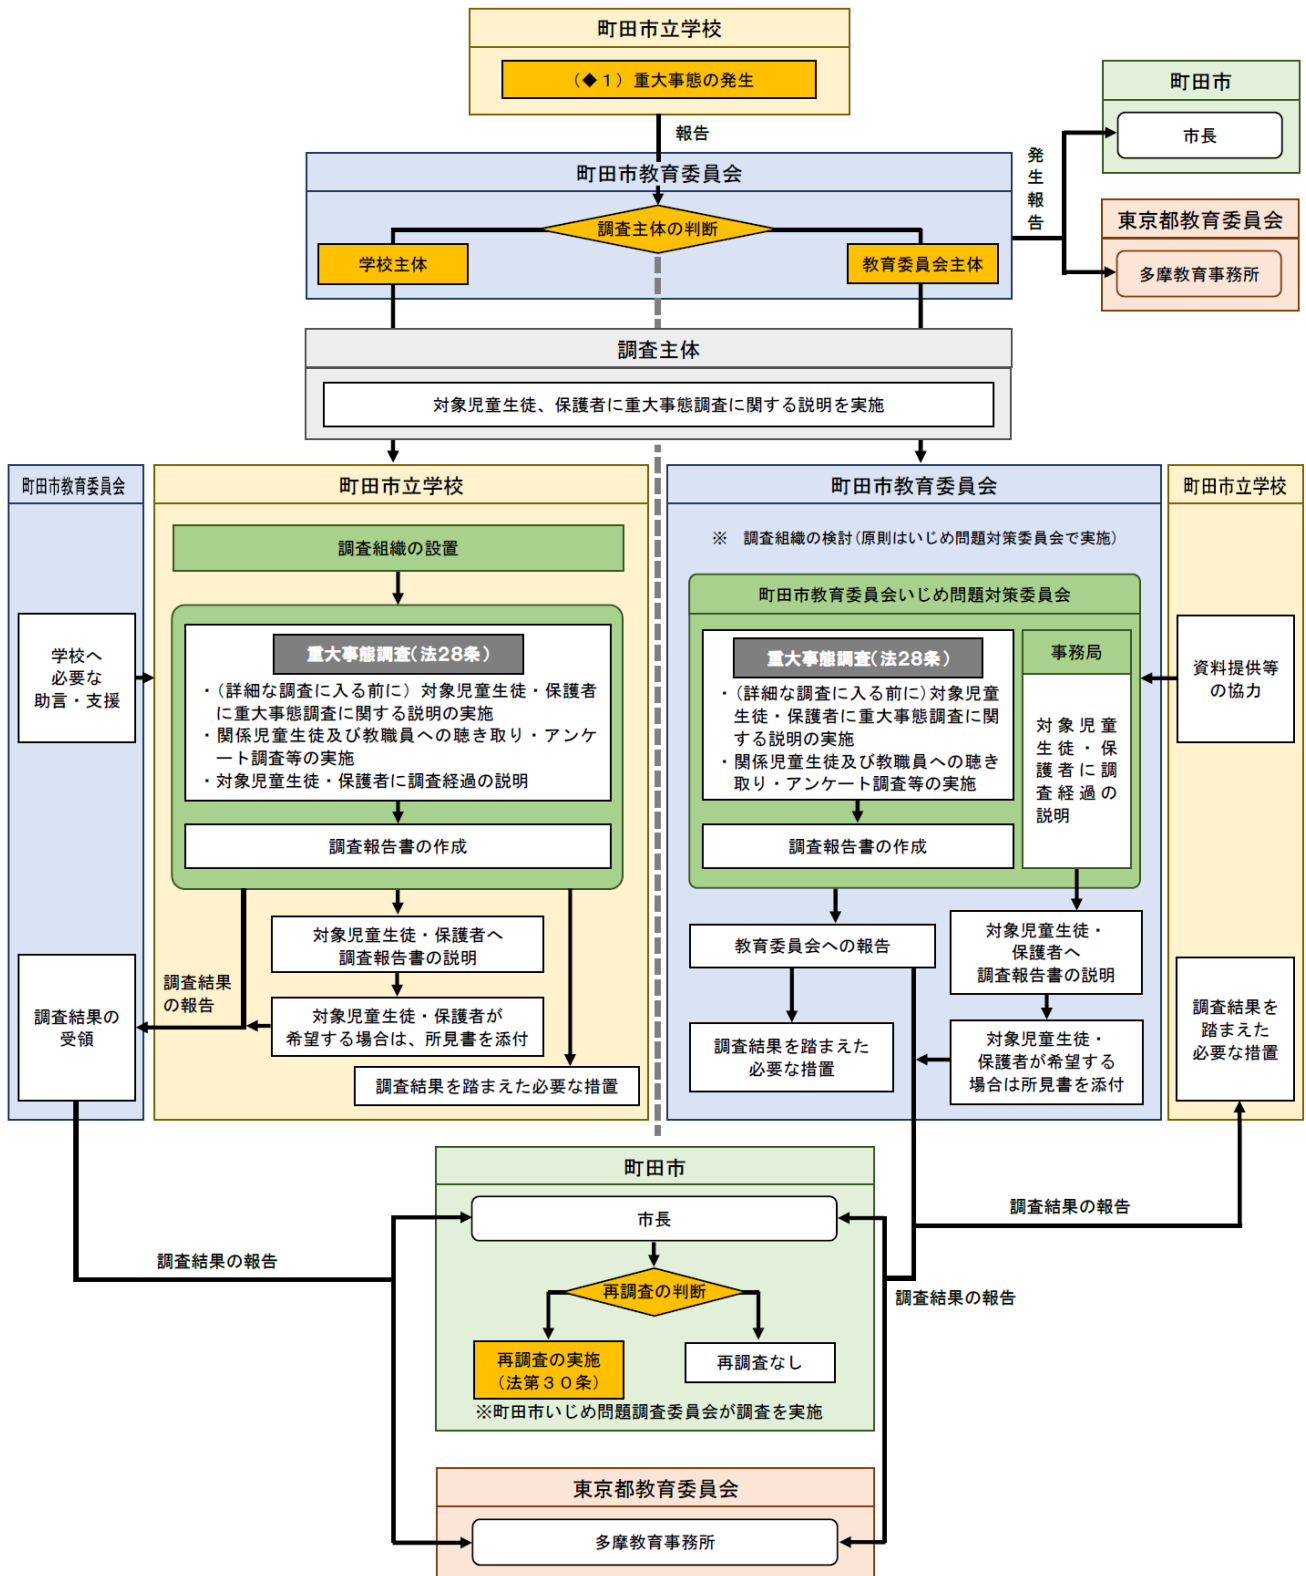 町田市立学校
（◆１）重大事態の発生
報告
町田市
市長
発生報告
東京都教育委員会
多摩教育事務所
町田市教育委員会
調査主体の判断
学校主体
教育委員会主体
調査主体
対象児童生徒、保護者に重大事態調査に関する説明を実施
町田市教育委員会
学校へ
必要な
助言・支援
調査結果の
受領
町田市立学校
調査組織の設置
重大事態調査（法28条）
・（詳細な調査に入る前に）対象児童生徒・保護者
に重大事態調査に関する説明の実施
・関係児童生徒及び教職員への聴き取り・アンケ
ート調査等の実施
・対象児童生徒・保護者に調査経過の説明
調査報告書の作成
対象児童生徒・保護者へ
調査報告書の説明
調査結果
の報告
対象児童生徒・保護者が
希望する場合は、所見書を添付
調査結果を踏まえた必要な措置
町田市教育委員会
※　調査組織の検討（原則はいじめ問題対策委員会で実施）
町田市教育委員会いじめ問題対策委員会
重大事態調査（法28条）
・（詳細な調査に入る前に）対象児童
生徒・保護者に重大事態調査に関
する説明の実施
・関係児童生徒及び教職員への聴き
取り・アンケート調査等の実施
調査報告書の作成
事務局
対象児童
生徒・保
護者に調
査経過の
説明
教育委員会への報告
対象児童生徒・
保護者へ
調査報告書の説明
調査結果を踏まえた
必要な措置
対象児童生徒・
保護者が希望する
場合は所見書を添付
町田市立学校
資料提供等
の協力
調査結果を
踏まえた
必要な措置
調査結果の報告
調査結果の報告
調査結果の報告
町田市
市長
再調査の判断
再調査の実施
（法第３０条）
再調査なし
※町田市いじめ問題調査委員会が調査を実施
東京都教育委員会
多摩教育事務所